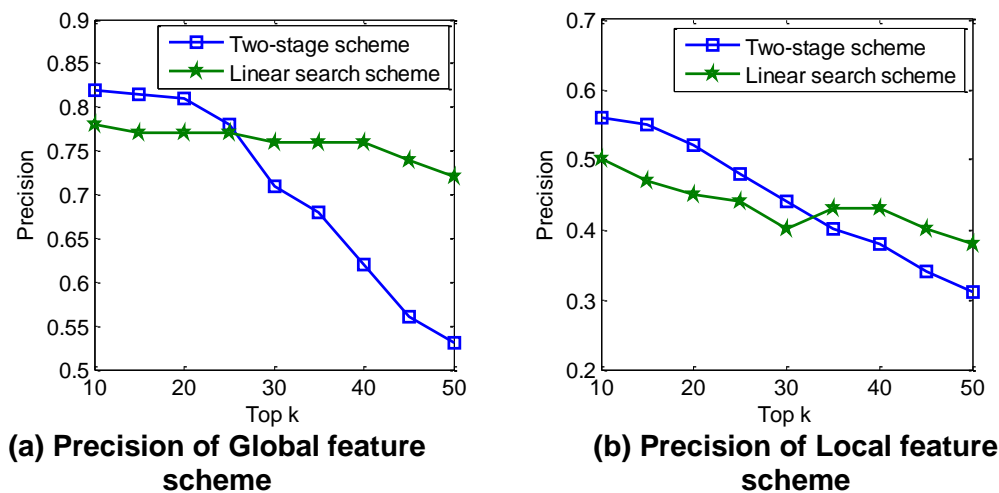 0.9
0.85
0.8
0.75
0.7
0.65
0.6
0.55
0.5
Precision
Two-stage scheme
Linear search scheme
10 20 30 40 50
Top k
(a) Precision of Global feature
scheme
0.7
0.6
0.5
0.4
0.3
0.2
Precision
Two-stage scheme
Linear search scheme
10 20 30 40 50
Top k
(b) Precision of Local feature
scheme